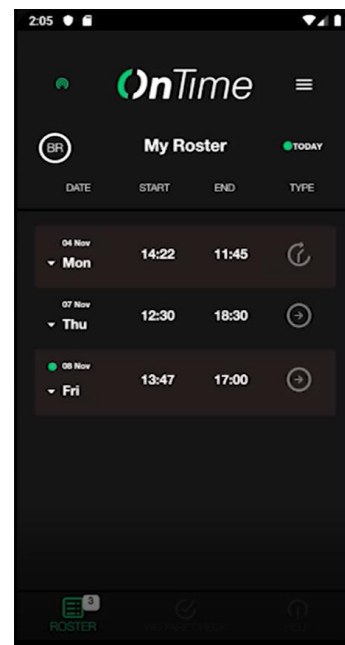 2:05
OnTime
BR My Roster TODAY
DATE START END TYPE
04 Nov
Mon 14:22 11:45
07 Nov
Thu 12:30 18:30
08 Nov
Fri 13:47 17:00
3
ROSTER